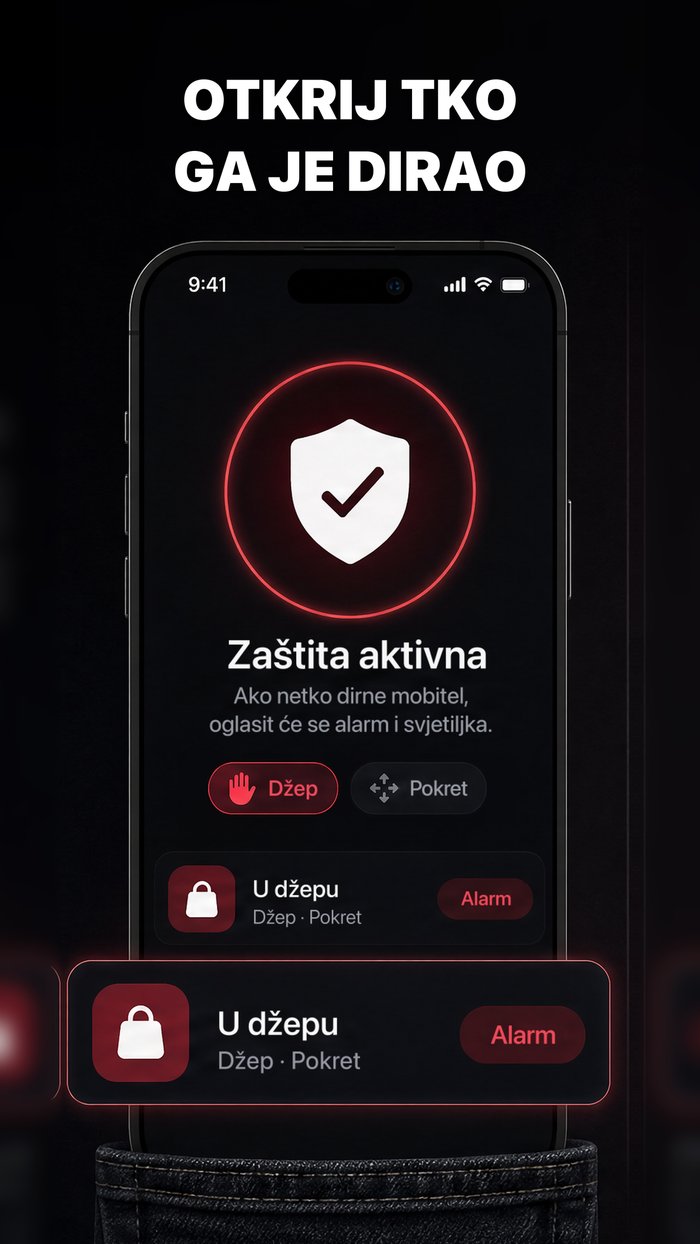 OTKRIJ TKO
GA JE DIRAO
9:41
Zaštita aktivna
Ako netko dirne mobitel,
oglasit će se alarm i svjetiljka.
Džep
Pokret
U džepu
Džep · Pokret
Alarm
U džepu
Džep · Pokret
Alarm